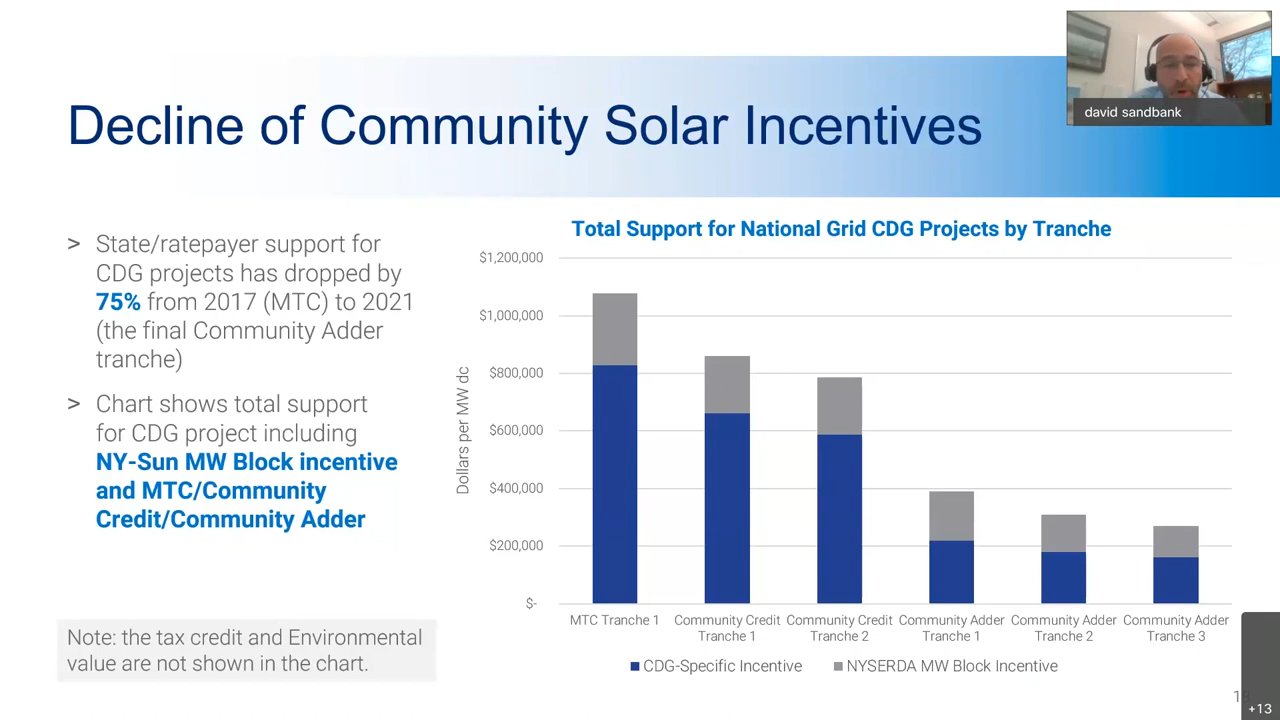 david sandbank
Decline of Community Solar Incentives
> State/ratepayer support for
CDG projects has dropped by
75% from 2017 (MTC) to 2021
(the final Community Adder
tranche)
> Chart shows total support
for CDG project including
NY-Sun MW Block incentive
and MTC/Community
Credit/Community Adder
Note: the tax credit and Environmental
value are not shown in the chart.
Total Support for National Grid CDG Projects by Tranche
Dollars per MW dc
$1,200,000
$1,000,000
$800,000
$600,000
$400,000
$200,000
$-
MTC Tranche 1
Community Credit
Tranche 1
Community Credit
Tranche 2
Community Adder
Tranche 1
Community Adder
Tranche 2
Community Adder
Tranche 3
CDG-Specific Incentive
NYSERDA MW Block Incentive
+13